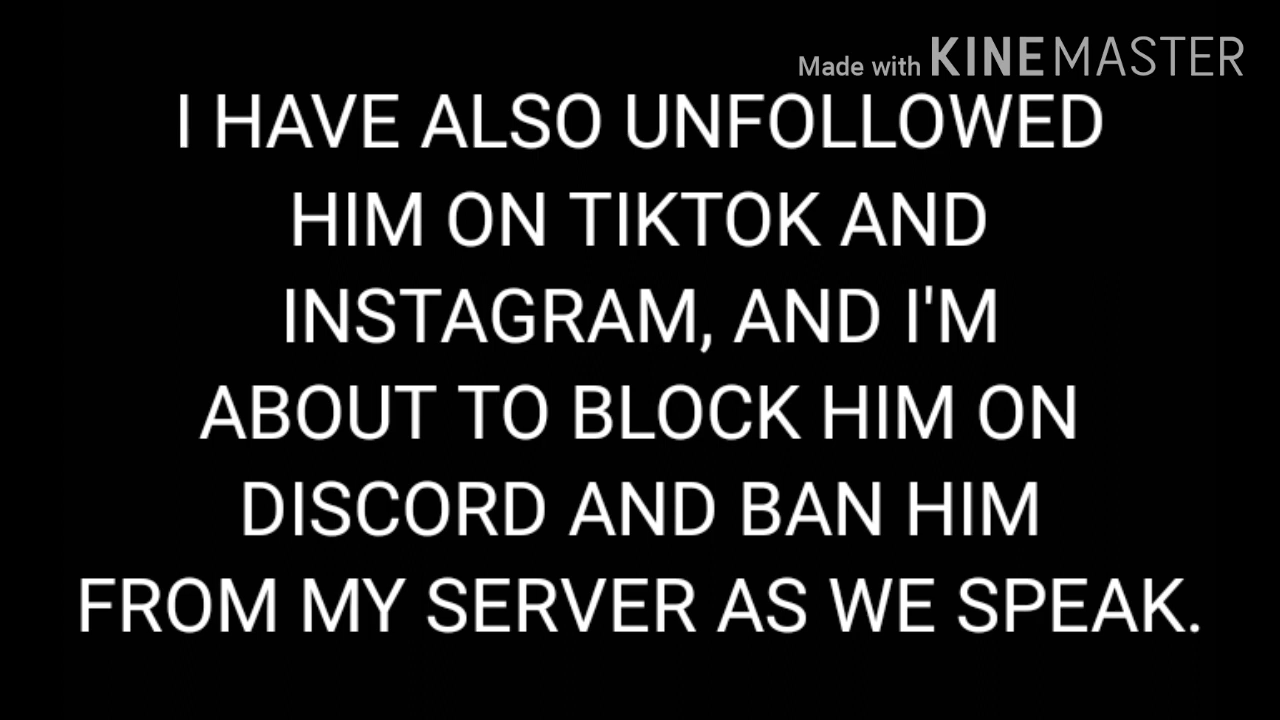 Made with KINEMASTER
I HAVE ALSO UNFOLLOWED
HIM ON TIKTOK AND
INSTAGRAM, AND I'M
ABOUT TO BLOCK HIM ON
DISCORD AND BAN HIM
FROM MY SERVER AS WE SPEAK.